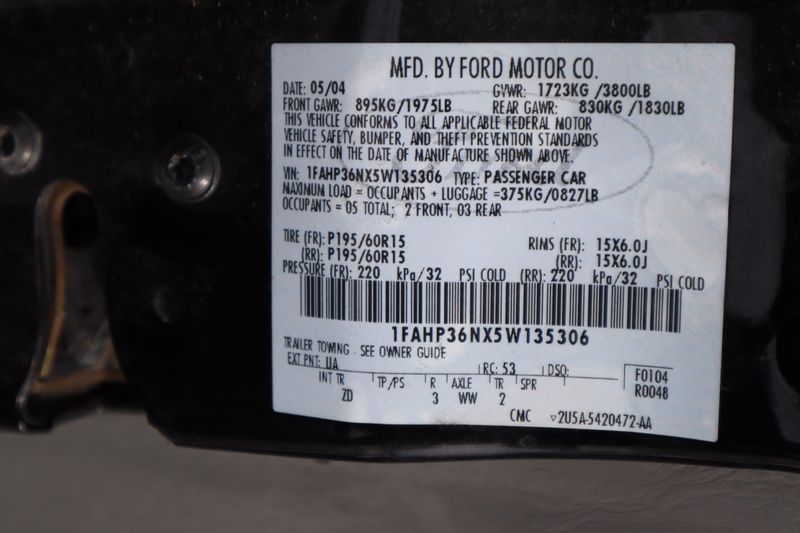 MFD. BY FORD MOTOR CO.
DATE: 05/04 GVWR: 1723KG /3800LB
FRONT GAWR: 895KG/1975LB REAR GAWR: 830KG /1830LB
THIS VEHICLE CONFORMS TO ALL APPLICABLE FEDERAL MOTOR
VEHICLE SAFETY, BUMPER, AND THEFT PREVENTION STANDARDS
IN EFFECT ON THE DATE OF MANUFACTURE SHOWN ABOVE.
VIN: 1FAHP36NX5W135306 TYPE: PASSENGER CAR
MAXIMUM LOAD = OCCUPANTS + LUGGAGE =375KG/0827LB
OCCUPANTS = 05 TOTAL; 2 FRONT, 03 REAR
TIRE (FR): P195/60R15 RIMS (FR): 15X6.0J
(RR): P195/60R15 (RR): 15X6.0J
PRESSURE (FR): 220 kPa/32 PSI COLD (RR): 220 kPa/32 PSI COLD
1FAHP36NX5W135306
TRAILER TOWING - SEE OWNER GUIDE
EXT PNT: UA RC: 53 DSO: F0104
INT TR TP/PS R AXLE TR SPR R0048
ZD 3 WW 2
CMC ▿2U5A-5420472-AA